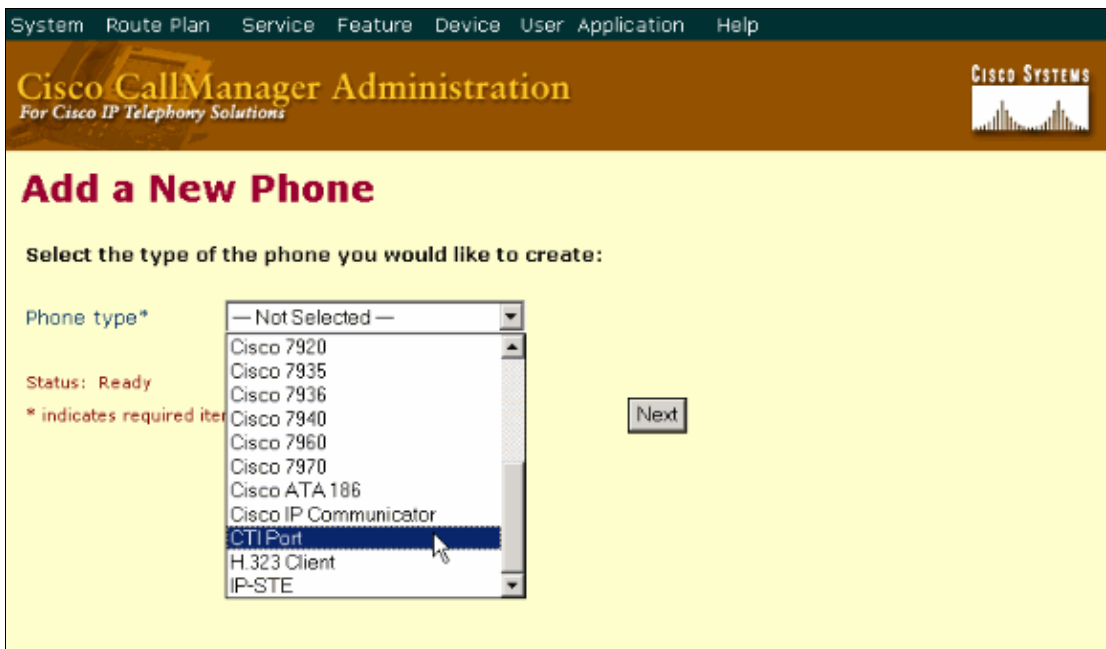 System Route Plan Service Feature Device User Application Help
Cisco CallManager Administration
For Cisco IP Telephony Solutions
CISCO SYSTEMS
Add a New Phone
Select the type of the phone you would like to create:
Phone type* — Not Selected —
Cisco 7920
Cisco 7935
Status: Ready
Cisco 7936
* indicates required iter
Cisco 7940
Next
Cisco 7960
Cisco 7970
Cisco ATA 186
Cisco IP Communicator
CTI Port
H.323 Client
IP-STE